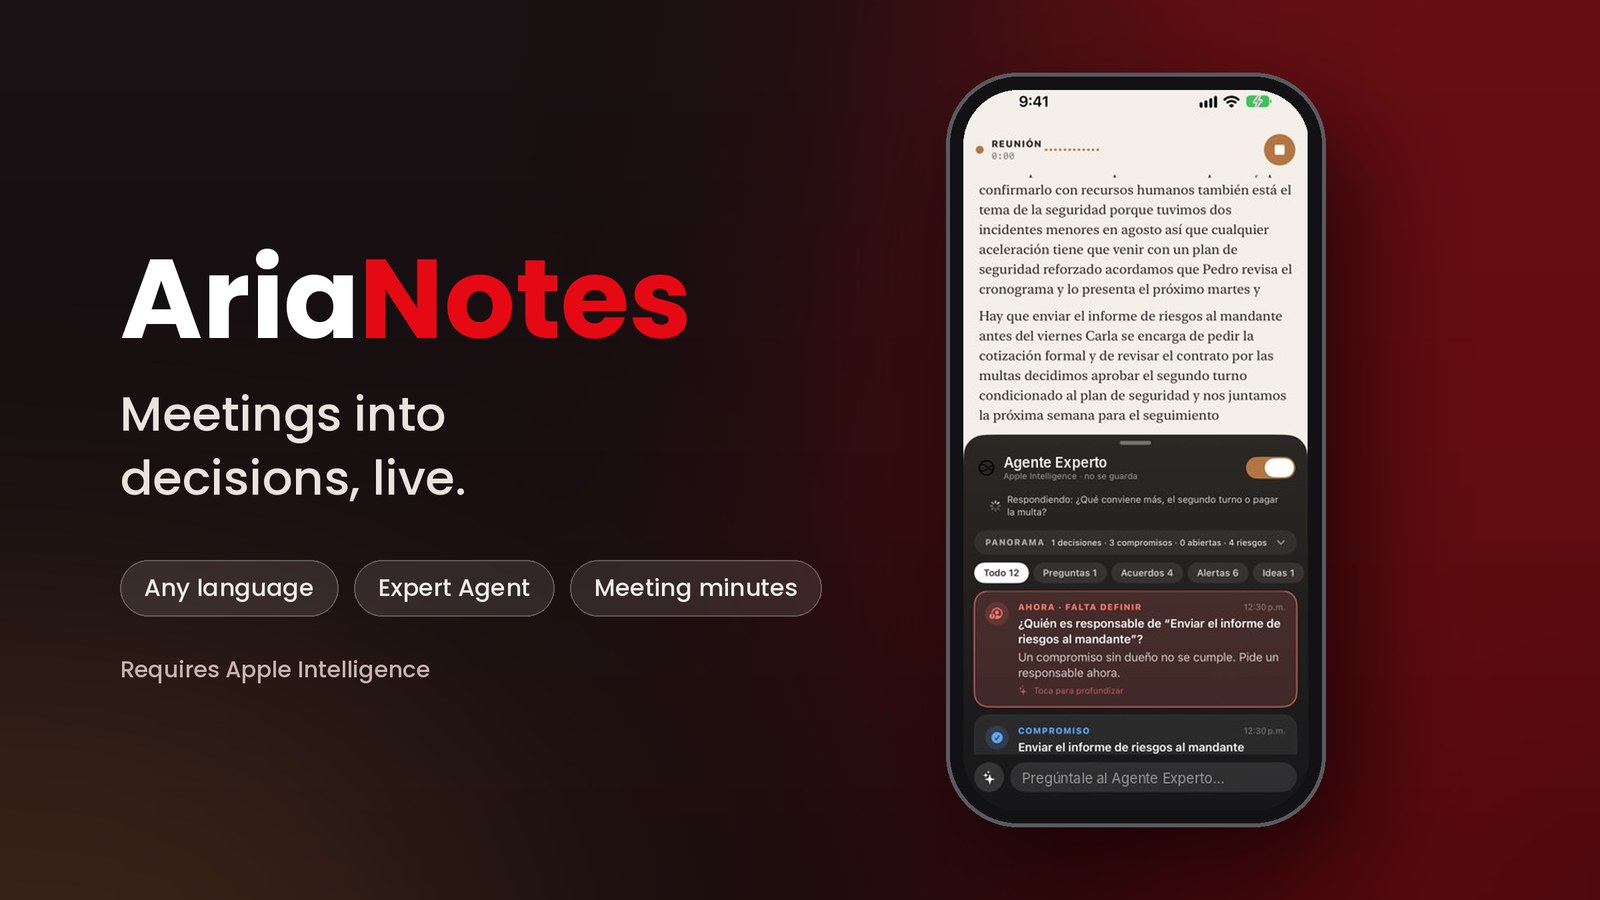 AriaNotes
Meetings into
decisions, live.
Any language
Expert Agent
Meeting minutes
Requires Apple Intelligence
9:41
REUNIÓN
0:00
confirmarlo con recursos humanos también está el
tema de la seguridad porque tuvimos dos
incidentes menores en agosto así que cualquier
aceleración tiene que venir con un plan de
seguridad reforzado acordamos que Pedro revisa el
cronograma y lo presenta el próximo martes y
Hay que enviar el informe de riesgos al mandante
antes del viernes Carla se encarga de pedir la
cotización formal y de revisar el contrato por las
multas decidimos aprobar el segundo turno
condicionado al plan de seguridad y nos juntamos
la próxima semana para el seguimiento
Agente Experto
Apple Intelligence · no se guarda
Respondiendo: ¿Qué conviene más, el segundo turno o pagar
la multa?
PANORAMA 1 decisiones · 3 compromisos · 0 abiertas · 4 riesgos
Todo 12
Preguntas 1
Acuerdos 4
Alertas 6
Ideas 1
AHORA · FALTA DEFINIR 12:30 p.m.
¿Quién es responsable de “Enviar el informe de
riesgos al mandante”?
Un compromiso sin dueño no se cumple. Pide un
responsable ahora.
Toca para profundizar
COMPROMISO 12:30 p.m.
Enviar el informe de riesgos al mandante
Pregúntale al Agente Experto...